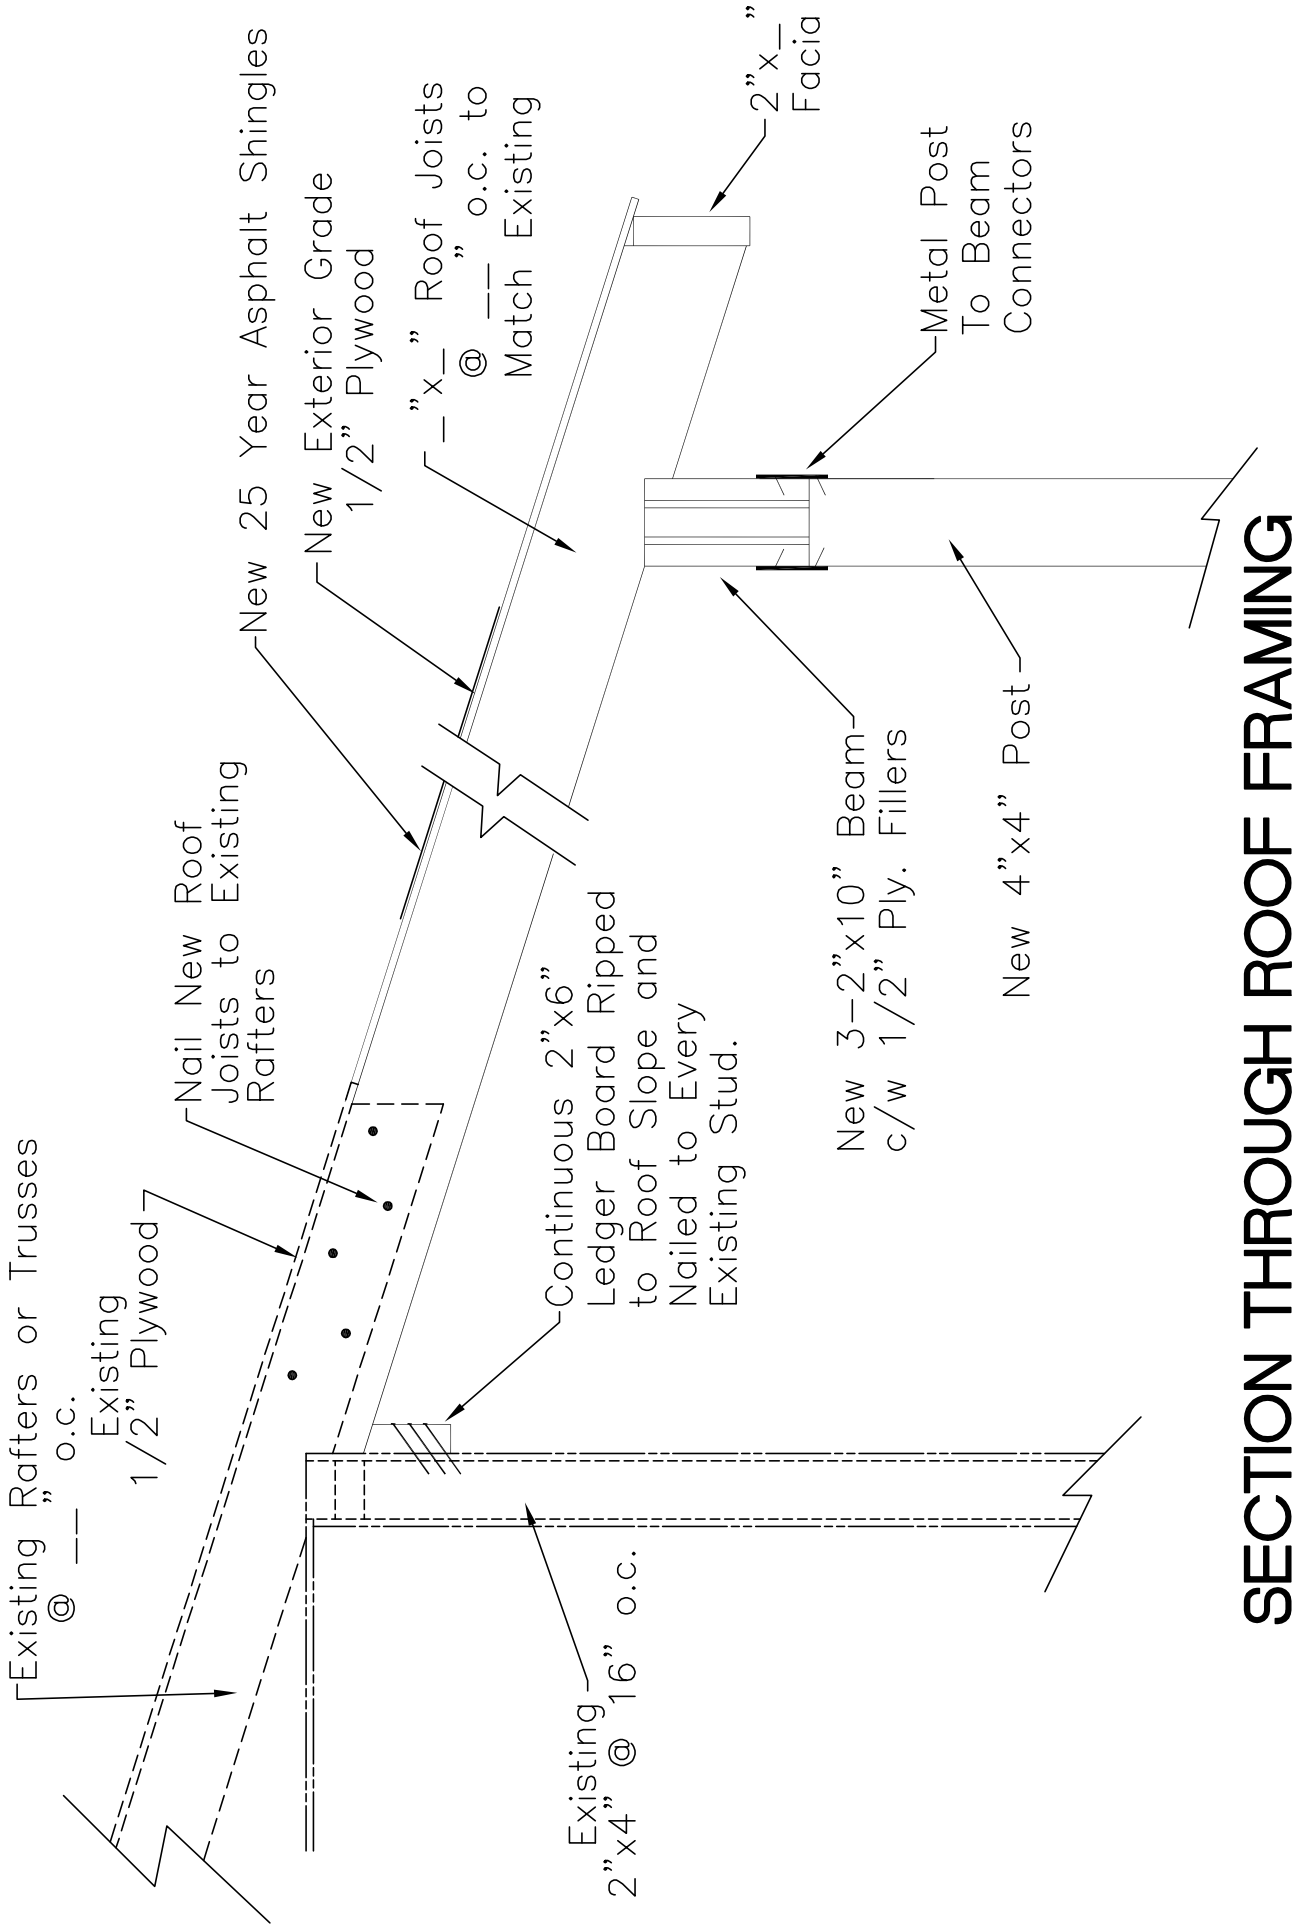 Existing Rafters or Trusses
@ __" o.c.
Existing
1/2" Plywood
Nail New Roof
Joists to Existing
Rafters
New 25 Year Asphalt Shingles
New Exterior Grade
1/2" Plywood
_"x_" Roof Joists
@ __" o.c. to
Match Existing
2"x_"
Facia
Metal Post
To Beam
Connectors
Continuous 2"x6"
Ledger Board Ripped
to Roof Slope and
Nailed to Every
Existing Stud.
New 3-2"x10" Beam
c/w 1/2" Ply. Fillers
New 4"x4" Post
Existing
2"x4" @ 16" o.c.
SECTION THROUGH ROOF FRAMING